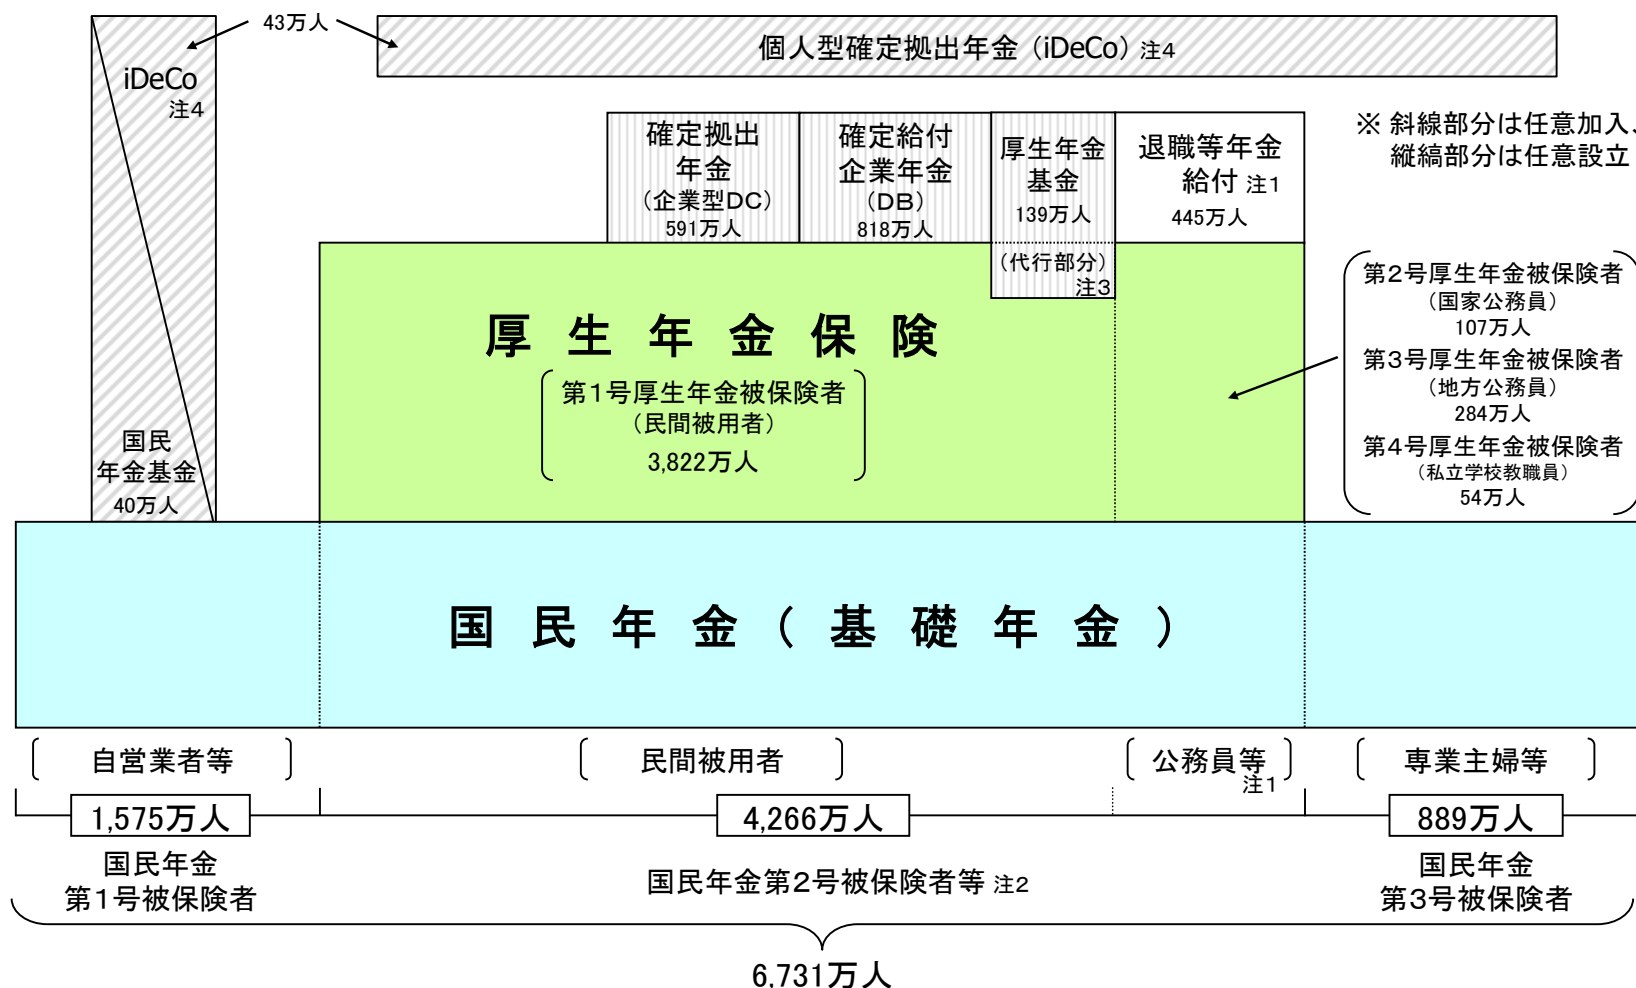 43万人
iDeCo
注4
個人型確定拠出年金（iDeCo）注4
※ 斜線部分は任意加入、
縦縞部分は任意設立
確定拠出
年金
（企業型DC）
591万人
確定給付
企業年金
（DB）
818万人
厚生年金
基金
139万人
（代行部分）
注3
退職等年金
給付 注1
445万人
厚生年金保険
第1号厚生年金被保険者
（民間被用者）
3,822万人
第2号厚生年金被保険者
（国家公務員）
107万人
第3号厚生年金被保険者
（地方公務員）
284万人
第4号厚生年金被保険者
（私立学校教職員）
54万人
国民
年金基金
40万人
国民年金（基礎年金）
自営業者等
民間被用者
公務員等
注1
専業主婦等
1,575万人
4,266万人
889万人
国民年金
第1号被保険者
国民年金第2号被保険者等 注2
国民年金
第3号被保険者
6,731万人